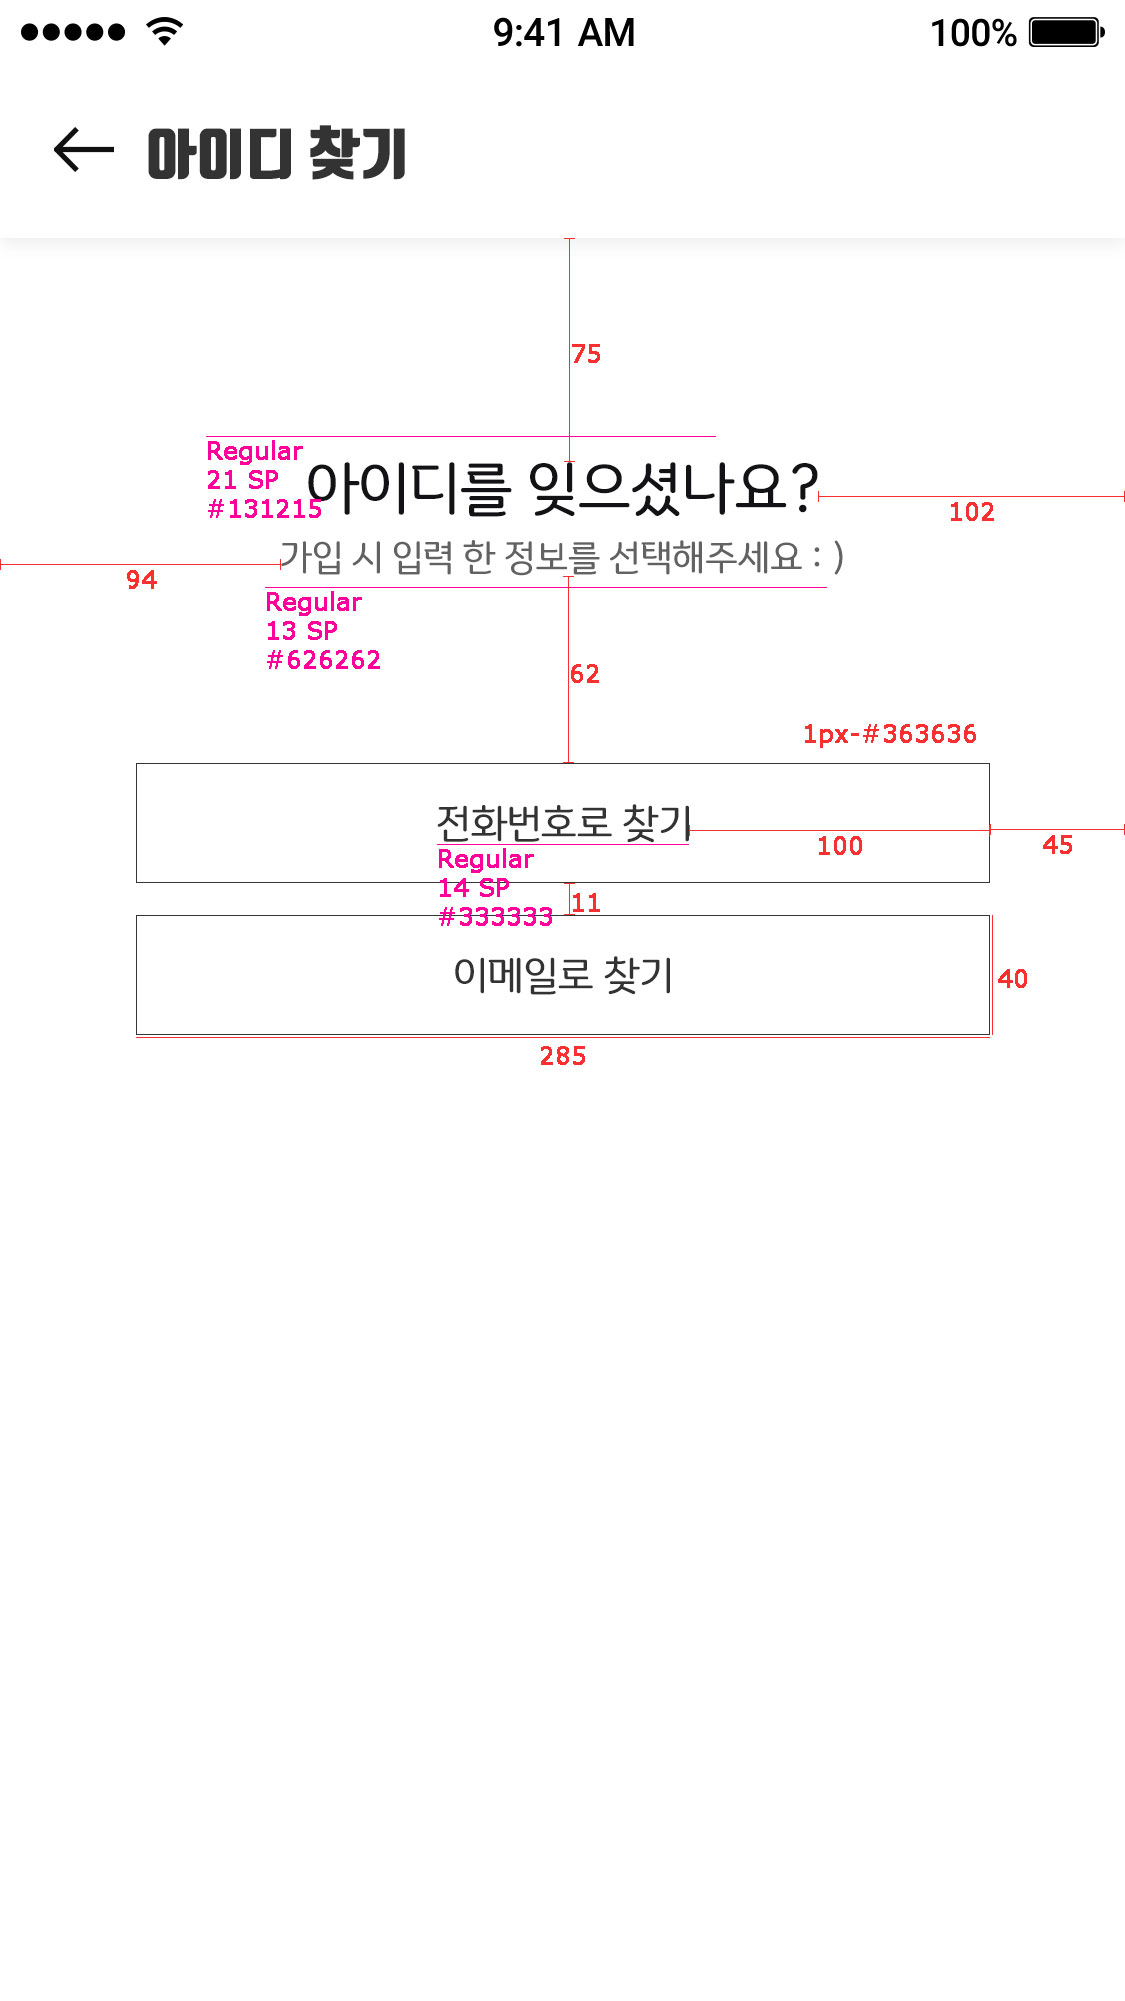 9:41 AM
100%
아이디 찾기
75
Regular
21 SP
#131215
아이디를 잊으셨나요?
102
가입 시 입력 한 정보를 선택해주세요 : )
94
Regular
13 SP
#626262
62
1px-#363636
전화번호로 찾기
100
45
Regular
14 SP
#333333
11
이메일로 찾기
40
285